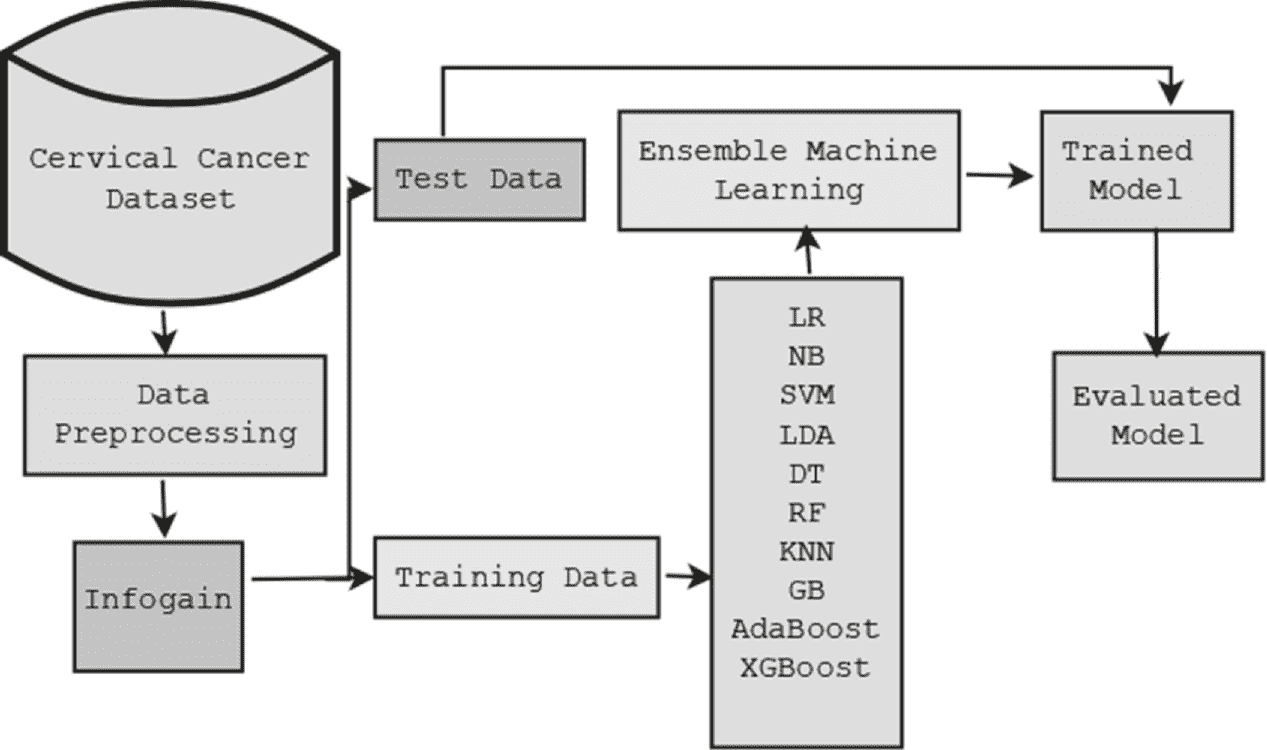 Cervical Cancer
Dataset
Data
Preprocessing
Infogain
Test Data
Training Data
LR
NB
SVM
LDA
DT
RF
KNN
GB
AdaBoost
XGBoost
Ensemble Machine
Learning
Trained
Model
Evaluated
Model